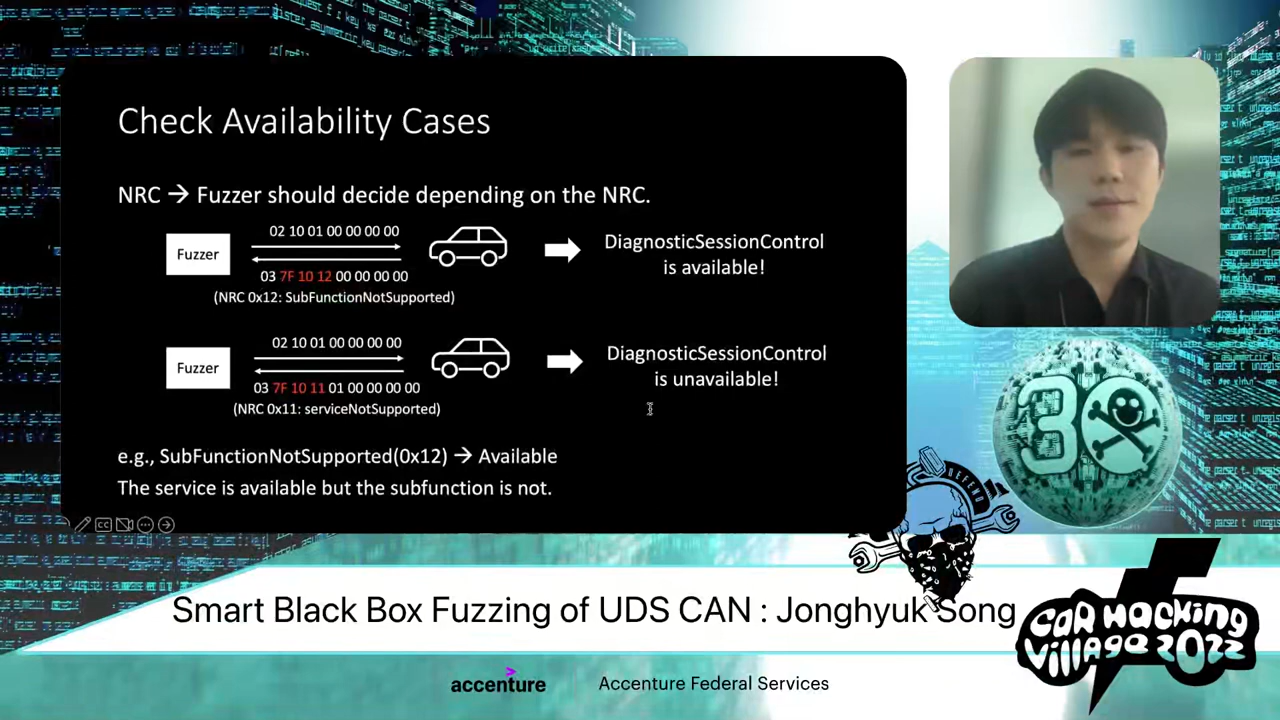 Check Availability Cases
NRC → Fuzzer should decide depending on the NRC.
02 10 01 00 00 00 00
Fuzzer
03 7F 10 12 00 00 00 00
(NRC 0x12: SubFunctionNotSupported)
DiagnosticSessionControl
is available!
02 10 01 00 00 00 00
Fuzzer
03 7F 10 11 01 00 00 00 00
(NRC 0x11: serviceNotSupported)
DiagnosticSessionControl
is unavailable!
e.g., SubFunctionNotSupported(0x12) → Available
The service is available but the subfunction is not.
CC
3
DEFEND
Smart Black Box Fuzzing of UDS CAN : Jonghyuk Song
CAR HACKING
VILLAGE 2022
accenture
Accenture Federal Services